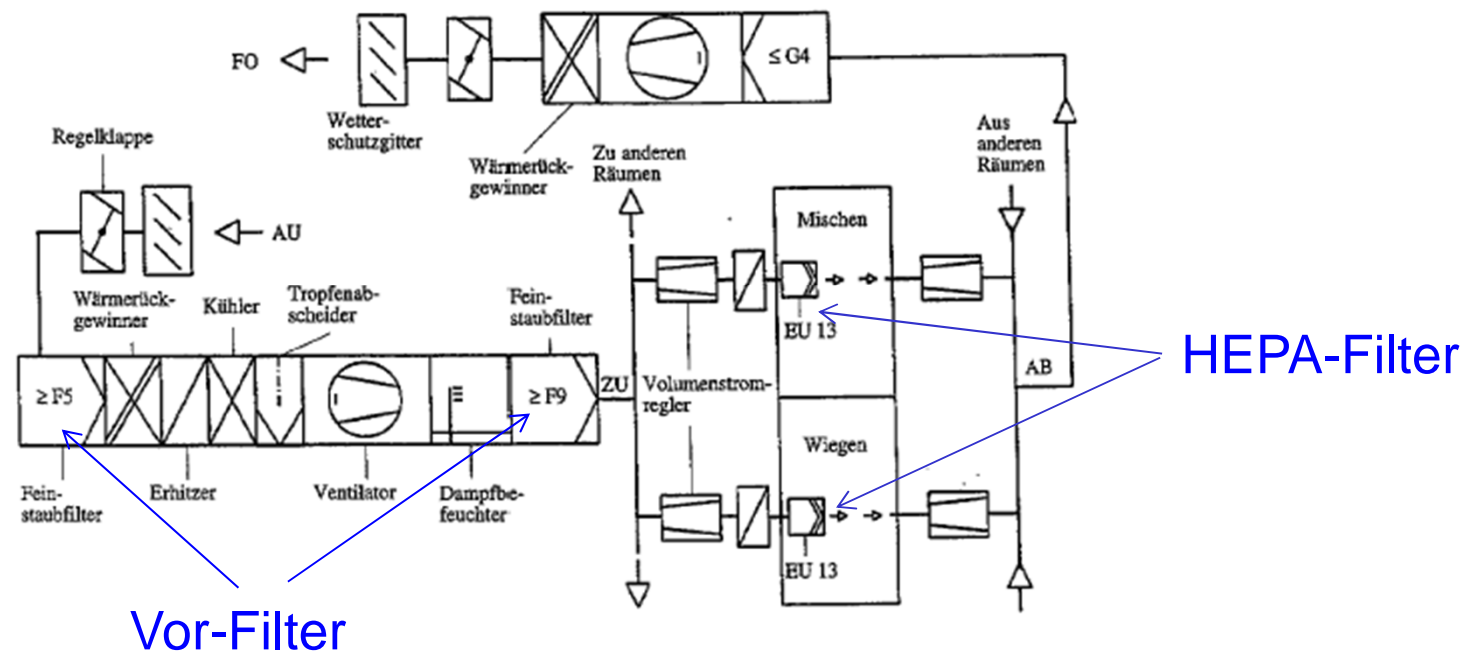 FO
≤ G4
Wetter-
schutzgitter
Wärmerück-
gewinner
Zu anderen
Räumen
Aus
anderen
Räumen
Regelklappe
AU
Mischen
EU 13
Wärmerück-
gewinner
Kühler
Tropfenab-
scheider
Fein-
staubfilter
≥ F5
≥ F9
ZU
Volumenstrom-
regler
AB
HEPA-Filter
Wiegen
EU 13
Fein-
staubfilter
Erhitzer
Ventilator
Dampfbe-
feuchter
Vor-Filter